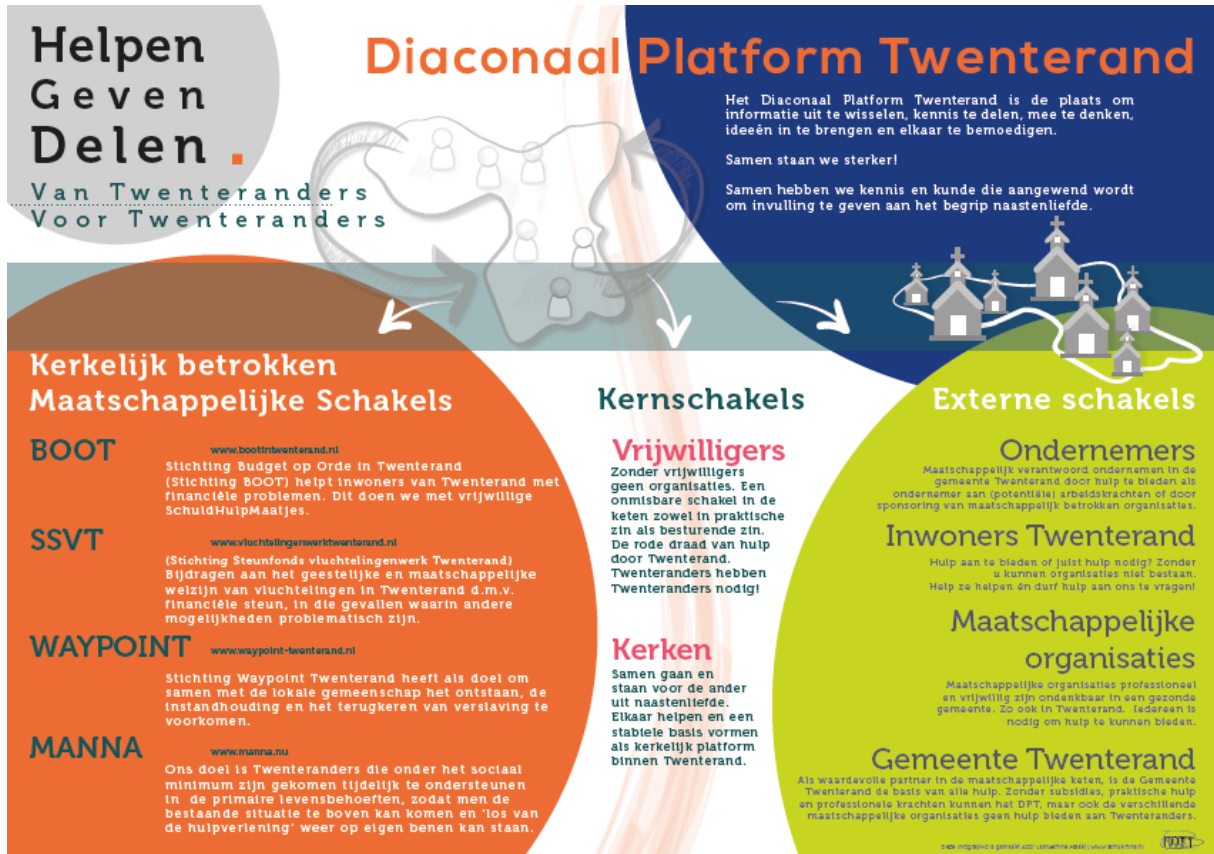 Helpen
Geven
Delen .
Van Twenteranders
Voor Twenteranders
Diaconaal Platform Twenterand
Het Diaconaal Platform Twenterand is de plaats om
informatie uit te wisselen, kennis te delen, mee te denken,
ideeën in te brengen en elkaar te bemoedigen.
Samen staan we sterker!
Samen hebben we kennis en kunde die aangewend wordt
om invulling te geven aan het begrip naastenliefde.
Kerkelijk betrokken
Maatschappelijke Schakels
BOOT
www.bootintwenterand.nl
Stichting Budget op Orde in Twenterand
(Stichting BOOT) helpt inwoners van Twenterand met
financiële problemen. Dit doen we met vrijwillige
SchuldHulpMaatjes.
SSVT
www.vluchtelingenwerktwenterand.nl
(Stichting Steunfonds vluchtelingenwerk Twenterand)
Bijdragen aan het geestelijke en maatschappelijke
welzijn van vluchtelingen in Twenterand d.m.v.
financiële steun, in die gevallen waarin andere
mogelijkheden problematisch zijn.
WAYPOINT
www.waypoint-twenterand.nl
Stichting Waypoint Twenterand heeft als doel om
samen met de lokale gemeenschap het ontstaan, de
instandhouding en het terugkeren van verslaving te
voorkomen.
MANNA
www.manna.nu
Ons doel is Twenteranders die onder het sociaal
minimum zijn gekomen tijdelijk te ondersteunen
in de primaire levensbehoeften, zodat men de
bestaande situatie te boven kan komen en 'los van
de hulpverlening' weer op eigen benen kan staan.
Kernschakels
Vrijwilligers
Zonder vrijwilligers
geen organisaties. Een
onmisbare schakel in de
keten zowel in praktische
zin als besturende zin.
De rode draad van hulp
door Twenterand.
Twenteranders hebben
Twenteranders nodig!
Kerken
Samen gaan en
staan voor de ander
uit naastenliefde.
Elkaar helpen en een
stabiele basis vormen
als kerkelijk platform
binnen Twenterand.
Externe schakels
Ondernemers
Maatschappelijk verantwoord ondernemen in de
gemeente Twenterand door hulp te bieden als
ondernemer aan (potentiële) arbeidskrachten of door
sponsoring van maatschappelijk betrokken organisaties.
Inwoners Twenterand
Hulp aan te bieden of juist hulp nodig? Zonder
u kunnen organisaties niet bestaan.
Help ze helpen én durf hulp aan ons te vragen!
Maatschappelijke
organisaties
Maatschappelijke organisaties professioneel
en vrijwillig zijn ondenkbaar in een gezonde
gemeente. Zo ook in Twenterand. Iedereen is
nodig om hulp te kunnen bieden.
Gemeente Twenterand
Als waardevolle partner in de maatschappelijke keten, is de Gemeente
Twenterand de basis van alle hulp. Zonder subsidies, praktische hulp
en professionele krachten kunnen het DPT, maar ook de verschillende
maatschappelijke organisaties geen hulp bieden aan Twenteranders.
Deze infographic is gemaakt door